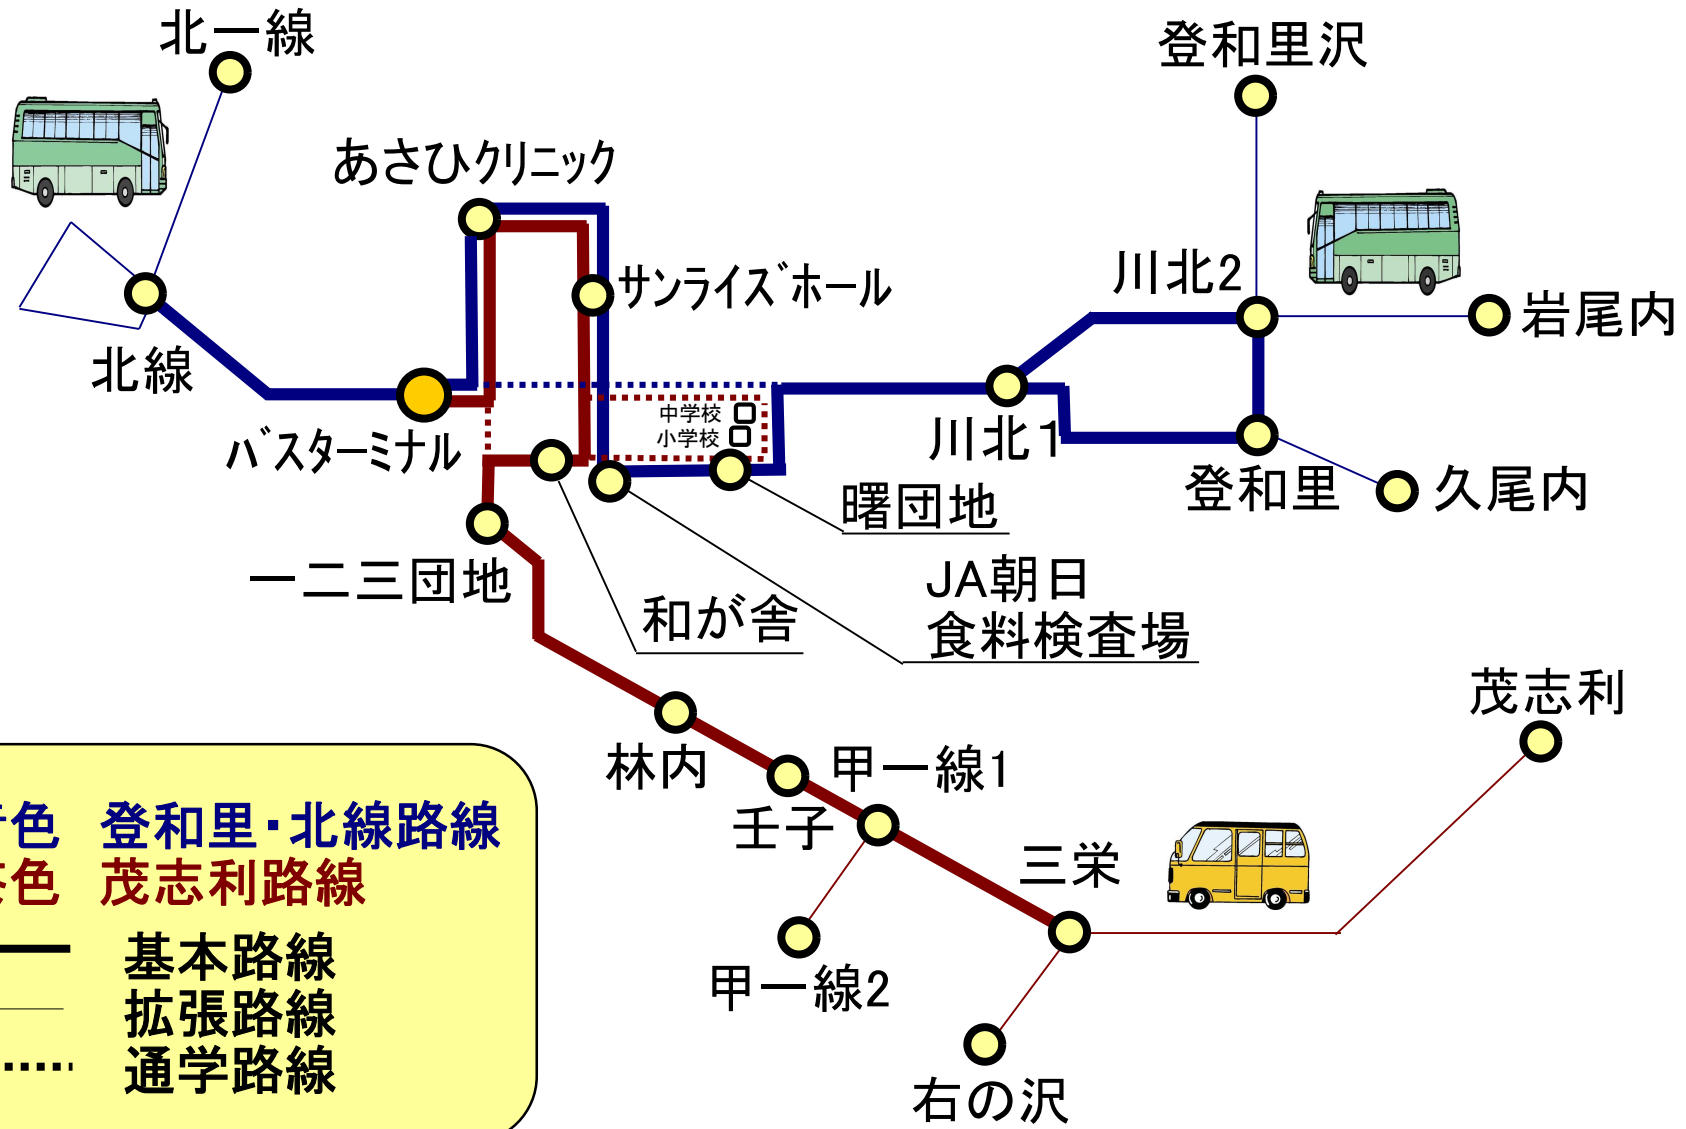 北一線
登和里沢
あさひクリニック
川北2
サンライズホール
岩尾内
北線
バスターミナル
中学校
小学校
川北1
登和里
久尾内
曙団地
一二三団地
和が舎
JA朝日
食料検査場
茂志利
林内
甲一線1
壬子
三栄
甲一線2
右の沢
色 登和里・北線路線
色 茂志利路線
基本路線
拡張路線
通学路線